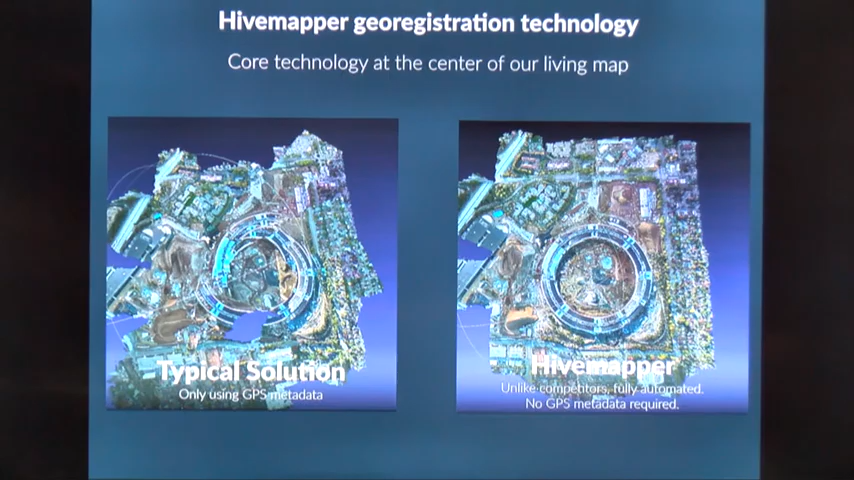 Hivemapper georegistration technology
Core technology at the center of our living map
Typical Solution
Only using GPS metadata
Hivemapper
Unlike competitors, fully automated.
No GPS metadata required.